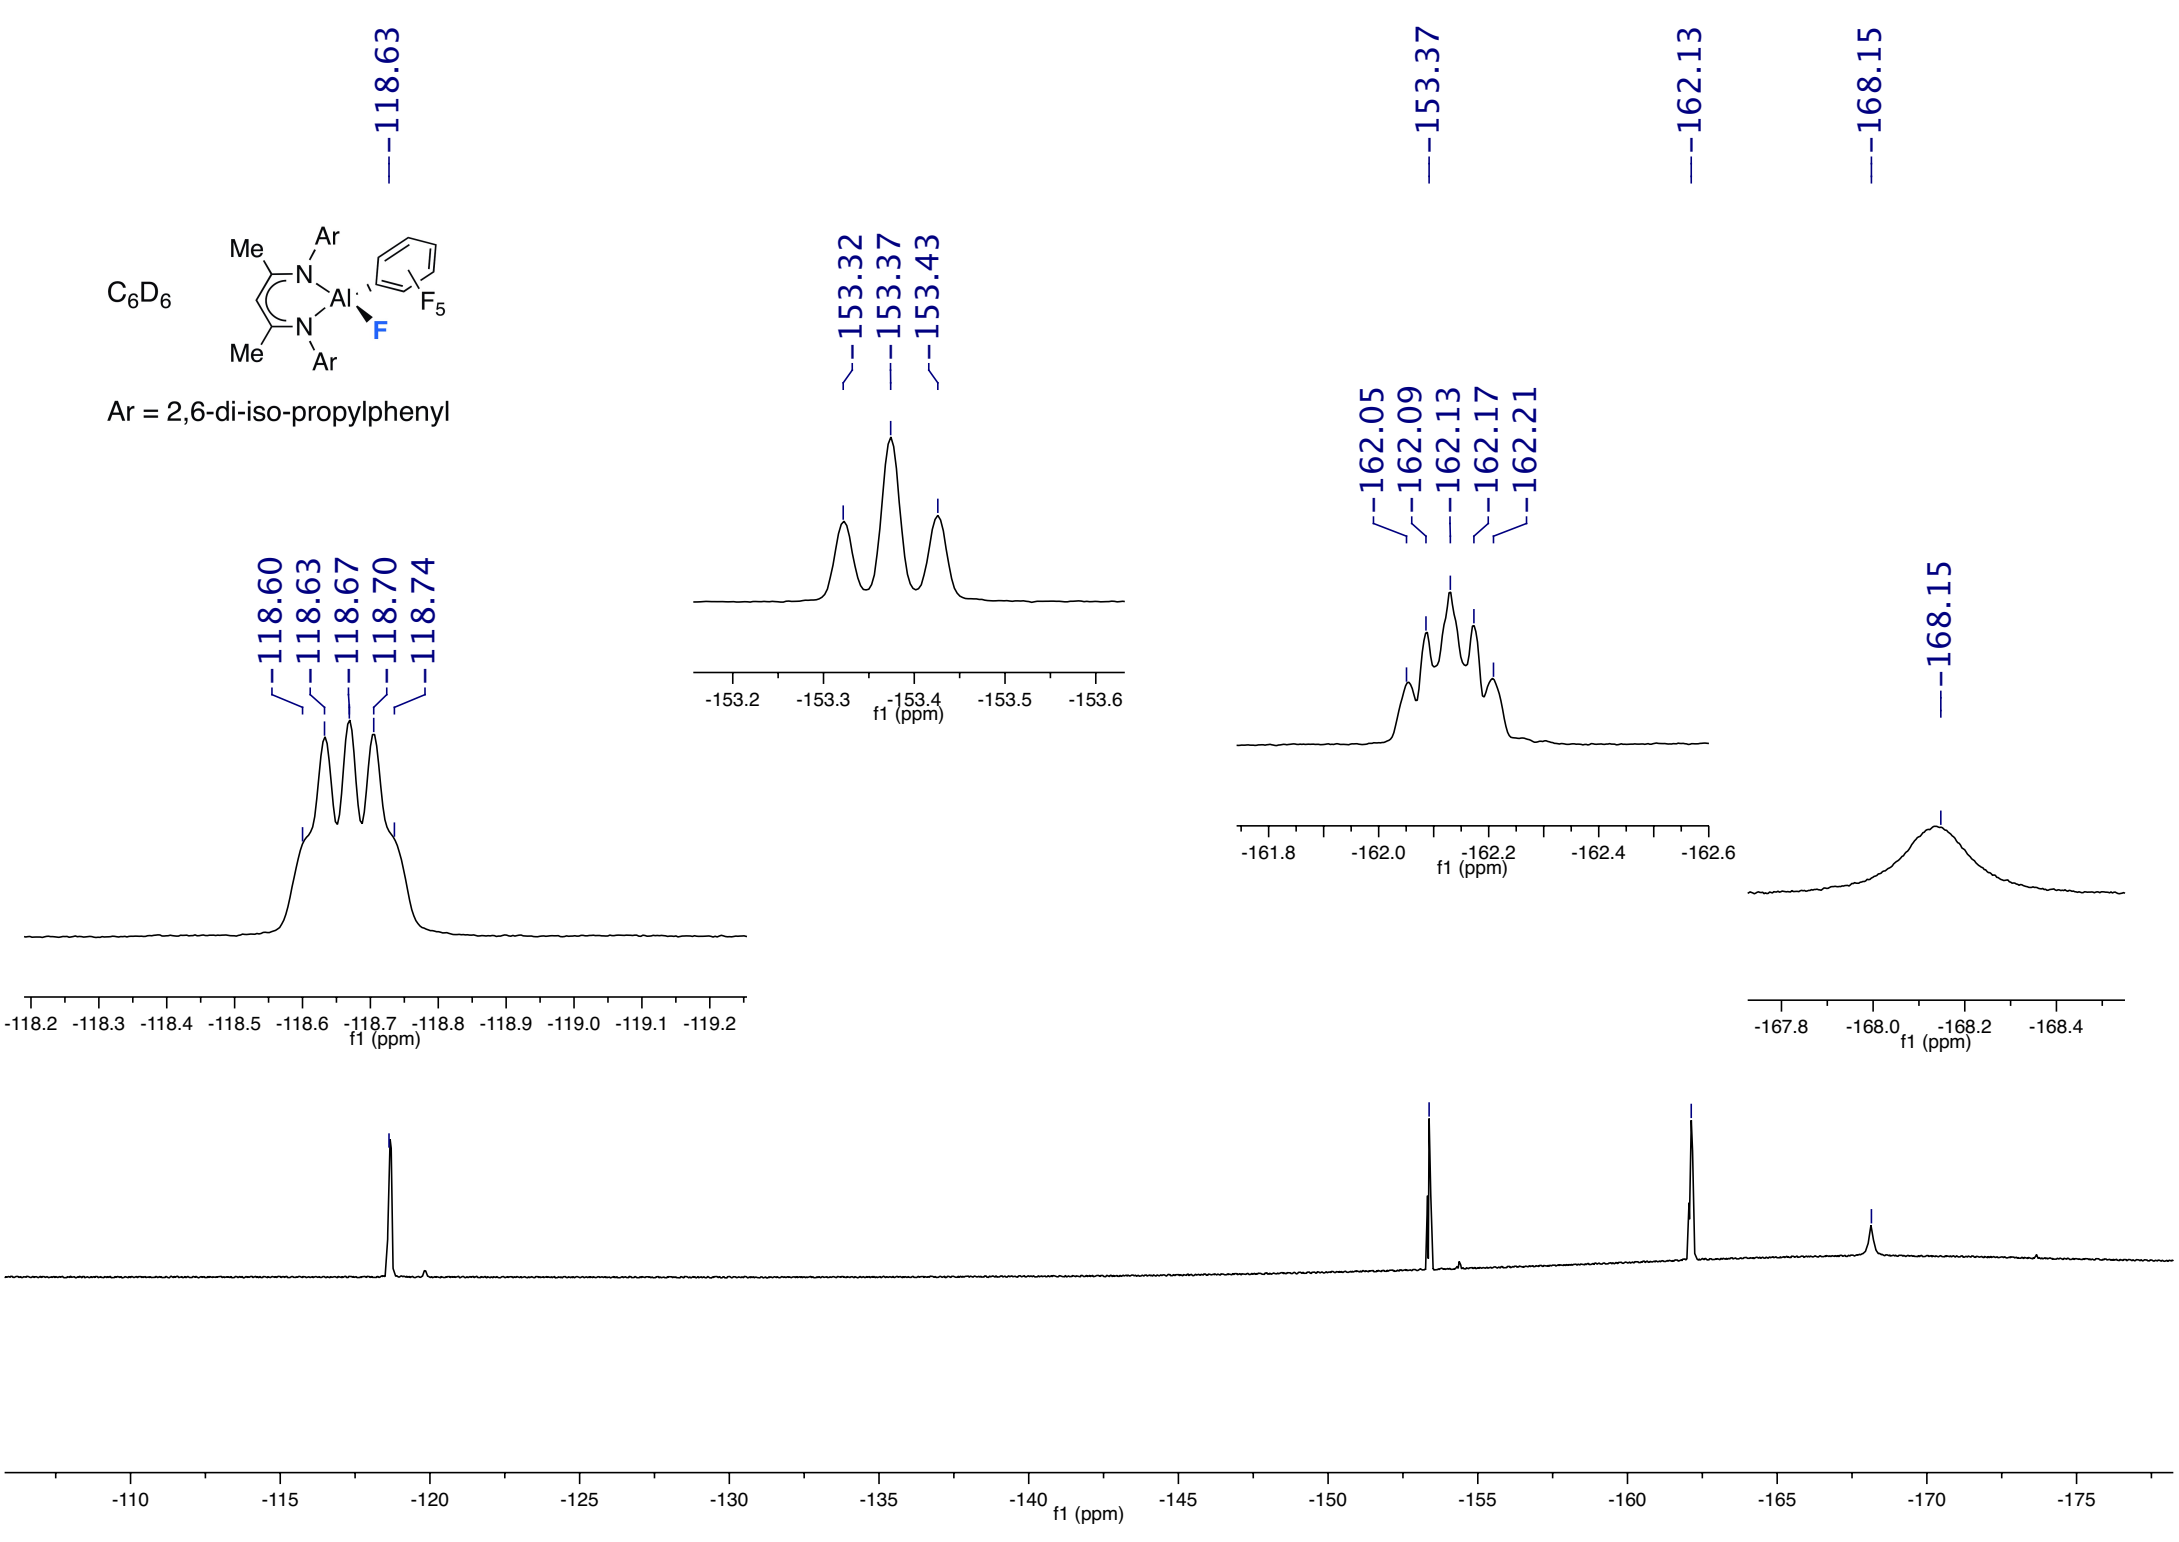 -118.63
-153.37
-162.13
-168.15
Ar
Me
N
C6D6
Al
F5
N
F
Me
Ar
Ar = 2,6-di-iso-propylphenyl
-153.32
-153.37
-153.43
-162.05
-162.09
-162.13
-162.17
-162.21
-118.60
-118.63
-118.67
-118.70
-118.74
-168.15
-153.2 -153.3 -153.4 -153.5 -153.6
f1 (ppm)
-161.8 -162.0 -162.2 -162.4 -162.6
f1 (ppm)
-118.2 -118.3 -118.4 -118.5 -118.6 -118.7 -118.8 -118.9 -119.0 -119.1 -119.2
f1 (ppm)
-167.8 -168.0 -168.2 -168.4
f1 (ppm)
-110 -115 -120 -125 -130 -135 -140 -145 -150 -155 -160 -165 -170 -175
f1 (ppm)